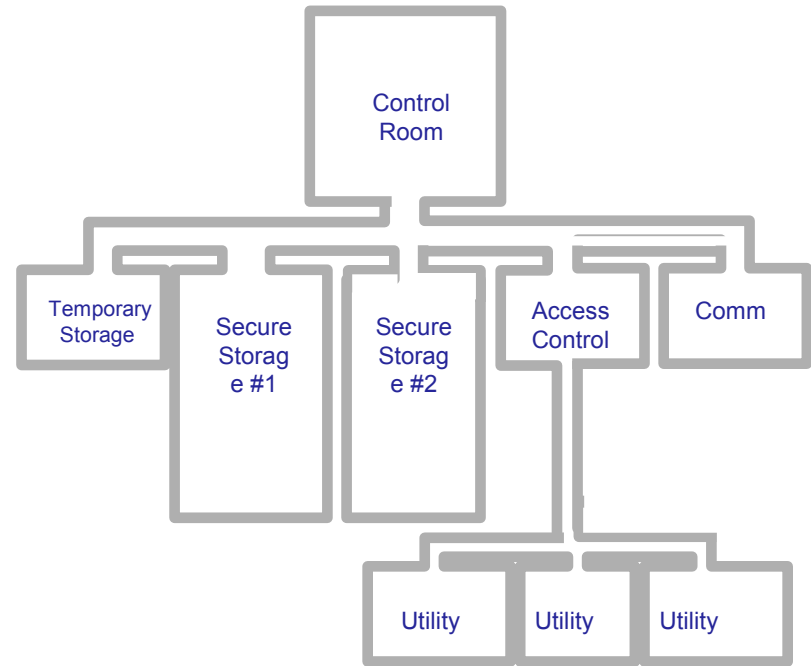 Control
Room
Temporary
Storage
Secure
Storag
e #1
Secure
Storag
e #2
Access
Control
Comm
Utility
Utility
Utility